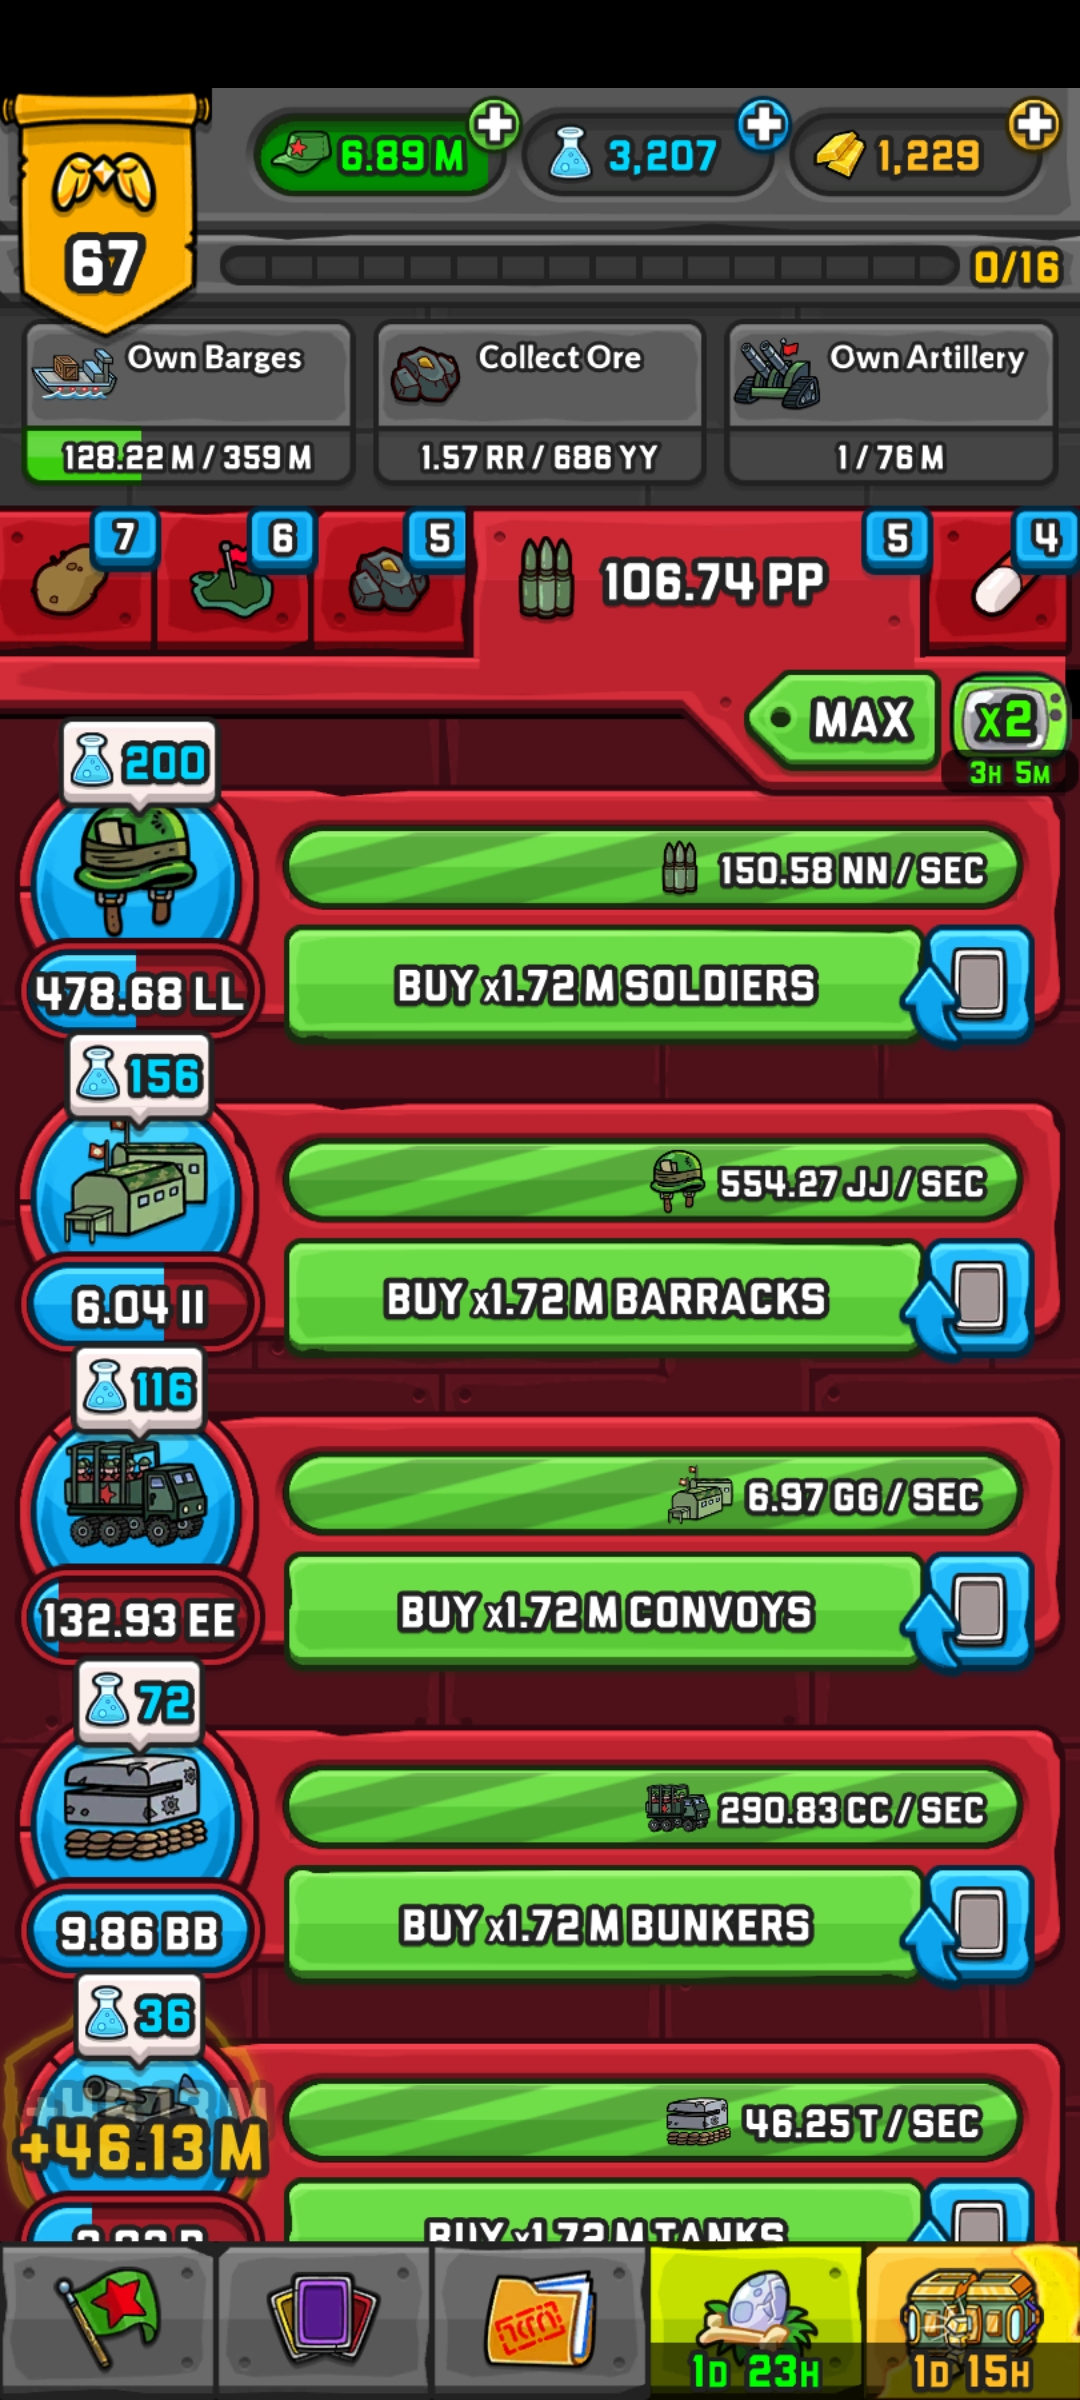 6.89 M
3,207
1,229
67
0/16
Own Barges
128.22 M / 359 M
Collect Ore
1.57 RR / 686 YY
Own Artillery
1 / 76 M
7
6
5
106.74 PP
5
4
MAX
x2
3H 5M
200
150.58 NN / SEC
478.68 LL
BUY x1.72 M SOLDIERS
156
554.27 JJ / SEC
6.04 II
BUY x1.72 M BARRACKS
116
6.97 GG / SEC
132.93 EE
BUY x1.72 M CONVOYS
72
290.83 CC / SEC
9.86 BB
BUY x1.72 M BUNKERS
36
46.25 T / SEC
+46.13 M
BUY x1.72 M TANKS
1D 23H
1D 15H